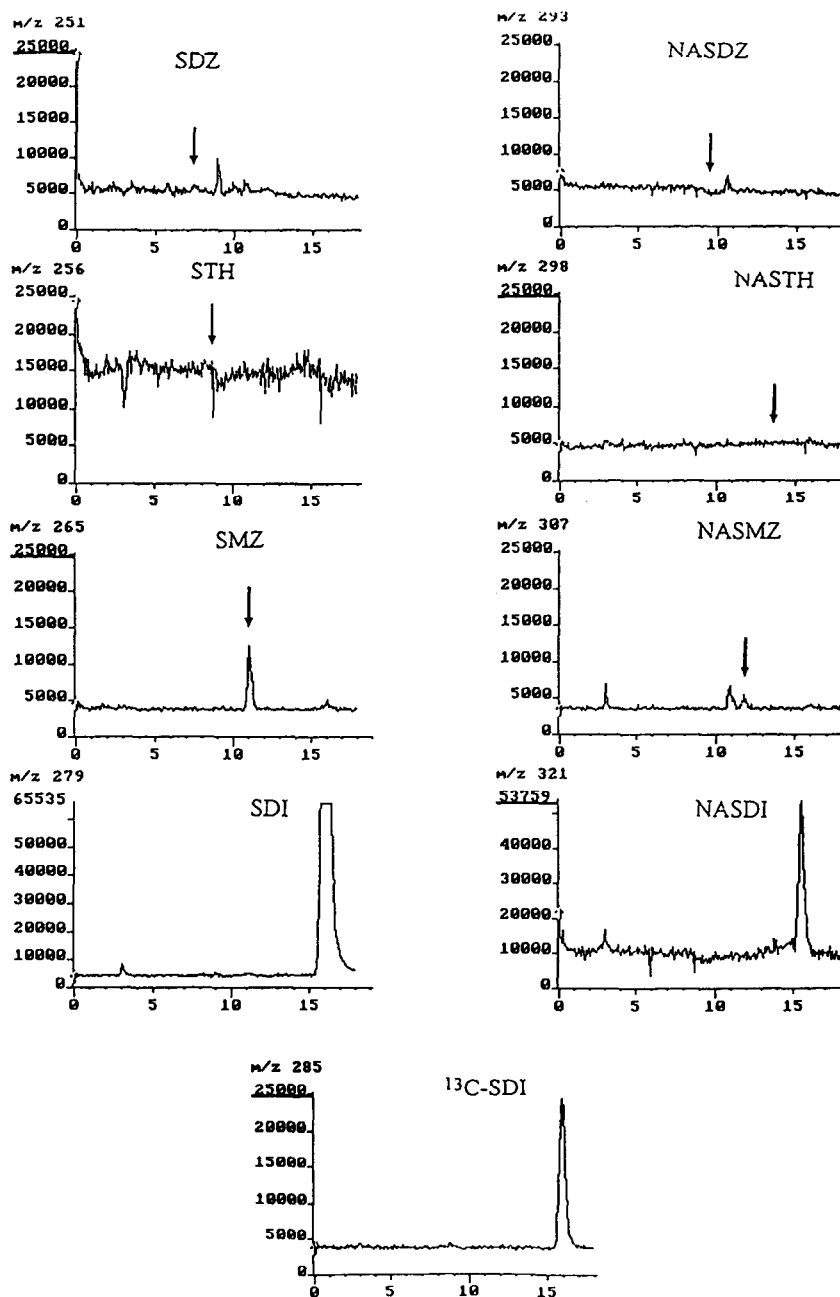 m/z 251
SDZ
25000
20000
15000
10000
5000
0
0 5 10 15
m/z 293
NASDZ
25000
20000
15000
10000
5000
0
0 5 10 15
m/z 256
STH
25000
20000
15000
10000
5000
0
0 5 10 15
m/z 298
NASTH
25000
20000
15000
10000
5000
0
0 5 10 15
m/z 265
SMZ
25000
20000
15000
10000
5000
0
0 5 10 15
m/z 307
NASMZ
25000
20000
15000
10000
5000
0
0 5 10 15
m/z 279
SDI
65535
50000
40000
30000
20000
10000
0
0 5 10 15
m/z 321
NASDI
53759
40000
30000
20000
10000
0
0 5 10 15
m/z 285
¹³C-SDI
25000
20000
15000
10000
5000
0
0 5 10 15